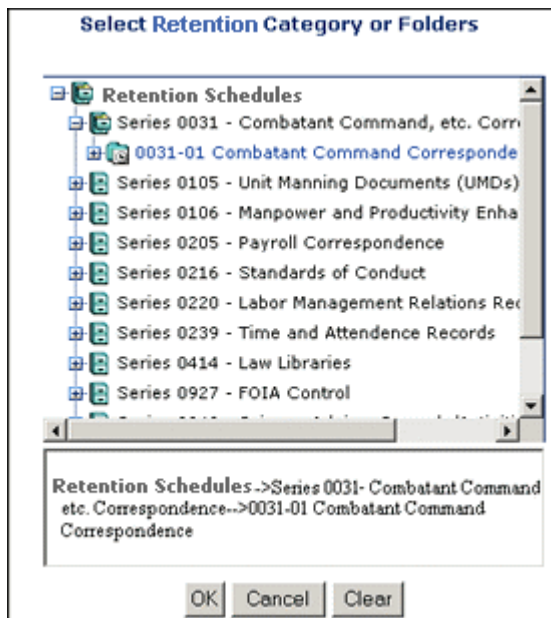 Select Retention Category or Folders
Retention Schedules
Series 0031 - Combatant Command, etc. Corr
0031-01 Combatant Command Corresponde
Series 0105 - Unit Manning Documents (UMDs)
Series 0106 - Manpower and Productivity Enha
Series 0205 - Payroll Correspondence
Series 0216 - Standards of Conduct
Series 0220 - Labor Management Relations Rec
Series 0239 - Time and Attendence Records
Series 0414 - Law Libraries
Series 0927 - FOIA Control
Retention Schedules->Series 0031- Combatant Command
etc. Correspondence-->0031-01 Combatant Command
Correspondence
OK Cancel Clear